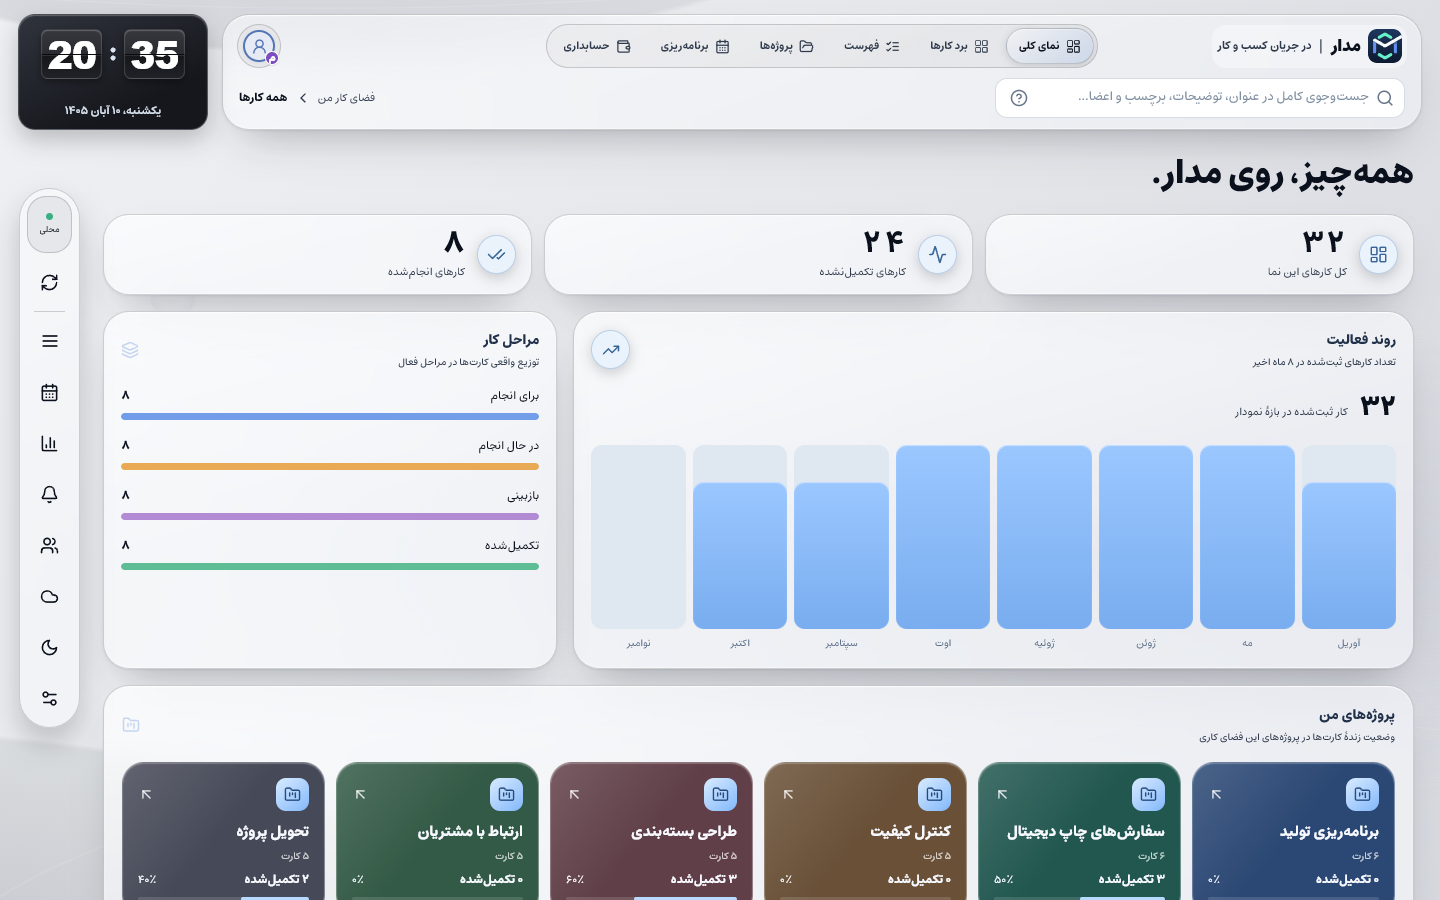 20 : 35
یکشنبه، ۱۰ آبان ۱۴۰۵
مدار | در جریان کسب و کار
نمای کلی
برد کارها
فهرست
پروژه‌ها
برنامه‌ریزی
حسابداری
م
جست‌وجوی کامل در عنوان، توضیحات، برچسب و اعضا...
فضای کار من
همه کارها
همه‌چیز، روی مدار.
محلی
۳۲
کل کارهای این نما
۲۴
کارهای تکمیل‌نشده
۸
کارهای انجام‌شده
روند فعالیت
تعداد کارهای ثبت‌شده در ۸ ماه اخیر
۳۲ کار ثبت‌شده در بازهٔ نمودار
آوریل
مه
ژوئن
ژوئیه
اوت
سپتامبر
اکتبر
نوامبر
مراحل کار
توزیع واقعی کارت‌ها در مراحل فعال
برای انجام ۸
در حال انجام ۸
بازبینی ۸
تکمیل‌شده ۸
پروژه‌های من
وضعیت زندهٔ کارت‌ها در پروژه‌های این فضای کاری
برنامه‌ریزی تولید
۶ کارت
۰ تکمیل‌شده ۰٪
سفارش‌های چاپ دیجیتال
۶ کارت
۳ تکمیل‌شده ۵۰٪
کنترل کیفیت
۵ کارت
۰ تکمیل‌شده ۰٪
طراحی بسته‌بندی
۵ کارت
۳ تکمیل‌شده ۶۰٪
ارتباط با مشتریان
۵ کارت
۰ تکمیل‌شده ۰٪
تحویل پروژه
۵ کارت
۲ تکمیل‌شده ۴۰٪